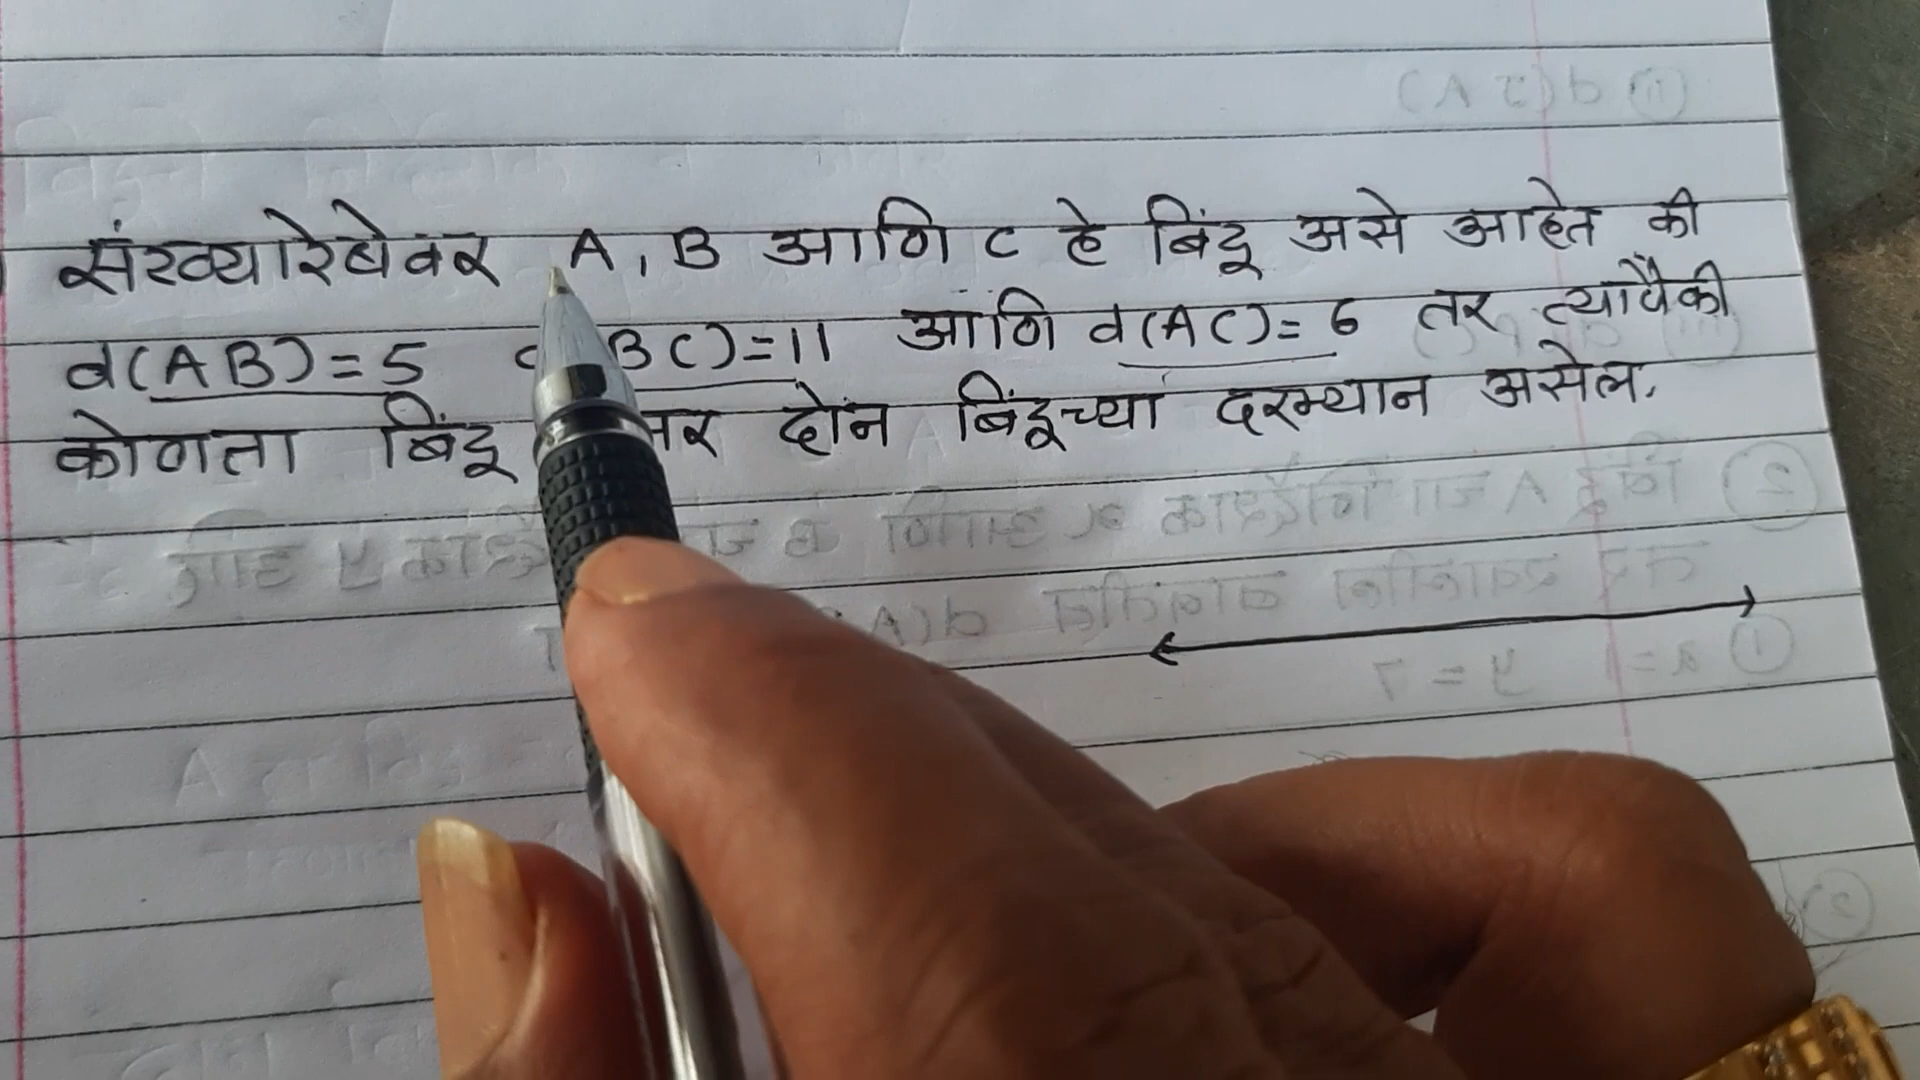 संख्यारेषेवर A, B आणि C हे बिंदू असे आहेत की
d(AB)=5 BC)=11 आणि d(AC)=6 तर त्यापैकी
कोणता बिंदू दोन बिंदूच्या दरम्यान असेल.